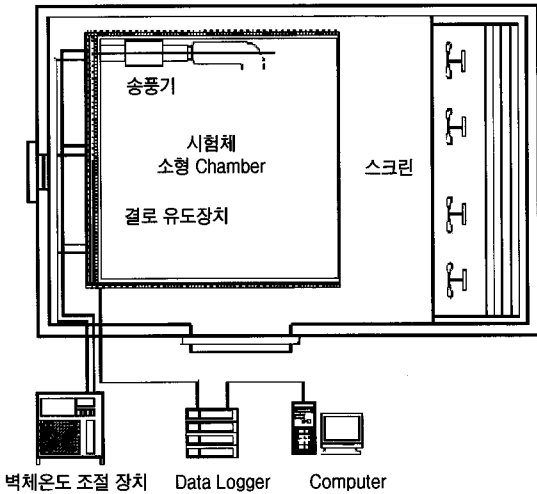 송풍기
시험체
소형 Chamber
스크린
결로 유도장치
벽체온도 조절 장치
Data Logger
Computer